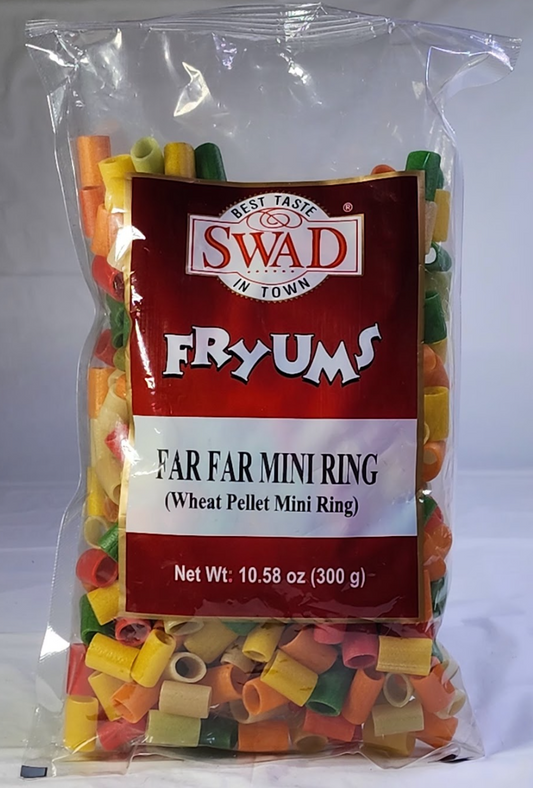 BEST TASTE
®
SWAD
IN TOWN
FRYUMS
FAR FAR MINI RING
(Wheat Pellet Mini Ring)
Net Wt: 10.58 oz (300 g)